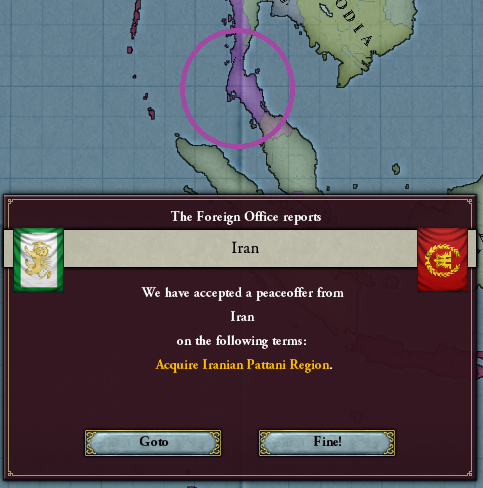 ODIA
The Foreign Office reports
Iran
We have accepted a peaceoffer from
Iran
on the following terms:
Acquire Iranian Pattani Region.
Goto
Fine!